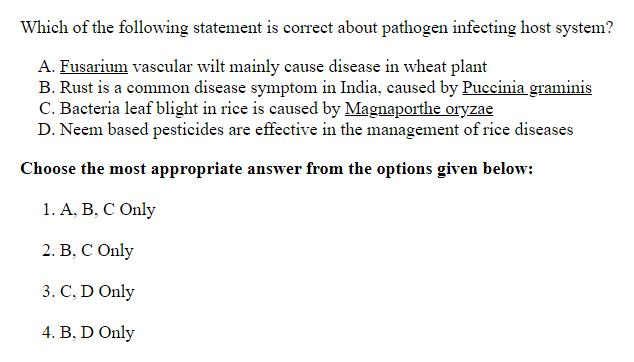 Which of the following statement is correct about pathogen infecting host system?
A. Fusarium vascular wilt mainly cause disease in wheat plant
B. Rust is a common disease symptom in India, caused by Puccinia graminis
C. Bacteria leaf blight in rice is caused by Magnaporthe oryzae
D. Neem based pesticides are effective in the management of rice diseases
Choose the most appropriate answer from the options given below:
1. A, B, C Only
2. B, C Only
3. C, D Only
4. B, D Only